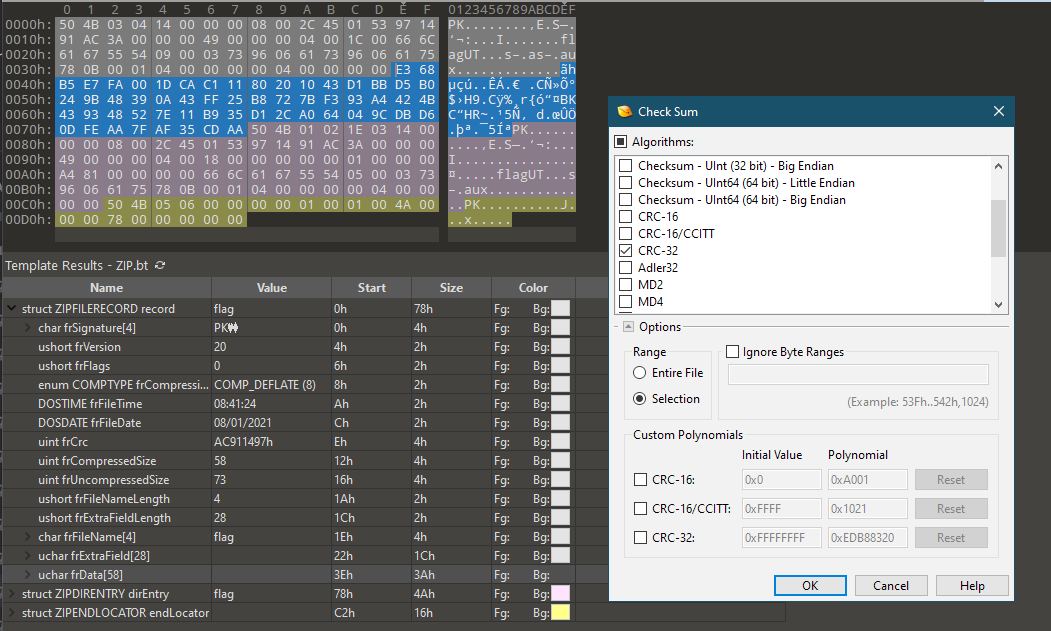 0 1 2 3 4 5 6 7 8 9 A B C D E F 0123456789ABCDEF
0000h: 50 4B 03 04 14 00 00 00 08 00 2C 45 01 53 97 14 PK........,E.S—.
0010h: 91 AC 3A 00 00 00 49 00 00 00 04 00 1C 00 66 6C ‘¬:...I.......fl
0020h: 61 67 55 54 09 00 03 73 96 06 61 73 96 06 61 75 agUT...s–.as–.au
0030h: 78 0B 00 01 04 00 00 00 00 04 00 00 00 00 E3 68 x.............ãh
0040h: B5 E7 FA 00 1D CA C1 11 80 20 10 43 D1 BB D5 B0 µçú..ÊÁ.€ .CÑ»Õ°
0050h: 24 9B 48 39 0A 43 FF 25 B8 72 7B F3 93 A4 42 4B $›H9.Cÿ%¸r{ó“¤BK
0060h: 43 93 48 52 7E 11 B9 35 D1 2C A0 64 04 9C DB D6 C“HR~.¹5Ñ, d.œÛÖ
0070h: 0D FE AA 7F AF 35 CD AA 50 4B 01 02 1E 03 14 00 .þª.¯5ÍªPK......
0080h: 00 00 08 00 2C 45 01 53 97 14 91 AC 3A 00 00 00 ....,E.S—.‘¬:...
0090h: 49 00 00 00 04 00 18 00 00 00 00 00 01 00 00 00 I...............
00A0h: A4 81 00 00 00 00 66 6C 61 67 55 54 05 00 03 73 ¤.....flagUT...s
00B0h: 96 06 61 75 78 0B 00 01 04 00 00 00 00 04 00 00 –.aux...........
00C0h: 00 00 50 4B 05 06 00 00 00 00 01 00 01 00 4A 00 ..PK..........J.
00D0h: 00 00 78 00 00 00 00 00 ..x.....
Template Results - ZIP.bt
Name Value Start Size Color
struct ZIPFILERECORD record flag 0h 78h Fg: Bg:
char frSignature[4] PK₩ 0h 4h Fg: Bg:
ushort frVersion 20 4h 2h Fg: Bg:
ushort frFlags 0 6h 2h Fg: Bg:
enum COMPTYPE frCompressi... COMP_DEFLATE (8) 8h 2h Fg: Bg:
DOSTIME frFileTime 08:41:24 Ah 2h Fg: Bg:
DOSDATE frFileDate 08/01/2021 Ch 2h Fg: Bg:
uint frCrc AC911497h Eh 4h Fg: Bg:
uint frCompressedSize 58 12h 4h Fg: Bg:
uint frUncompressedSize 73 16h 4h Fg: Bg:
ushort frFileNameLength 4 1Ah 2h Fg: Bg:
ushort frExtraFieldLength 28 1Ch 2h Fg: Bg:
char frFileName[4] flag 1Eh 4h Fg: Bg:
uchar frExtraField[28] 22h 1Ch Fg: Bg:
uchar frData[58] 3Eh 3Ah Fg: Bg:
struct ZIPDIRENTRY dirEntry flag 78h 4Ah Fg: Bg:
struct ZIPENDLOCATOR endLocator C2h 16h Fg: Bg:
Check Sum
Algorithms:
Checksum - UInt (32 bit) - Big Endian
Checksum - UInt64 (64 bit) - Little Endian
Checksum - UInt64 (64 bit) - Big Endian
CRC-16
CRC-16/CCITT
CRC-32
Adler32
MD2
MD4
Options
Range
Entire File
Selection
Ignore Byte Ranges
(Example: 53Fh..542h,1024)
Custom Polynomials
Initial Value Polynomial
CRC-16: 0x0 0xA001 Reset
CRC-16/CCITT: 0xFFFF 0x1021 Reset
CRC-32: 0xFFFFFFFF 0xEDB88320 Reset
OK Cancel Help